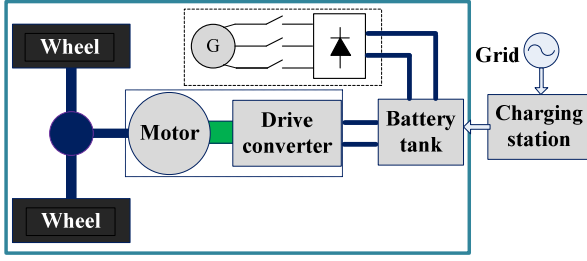 Wheel
G
Grid
Motor
Drive
converter
Battery
tank
Charging
station
Wheel